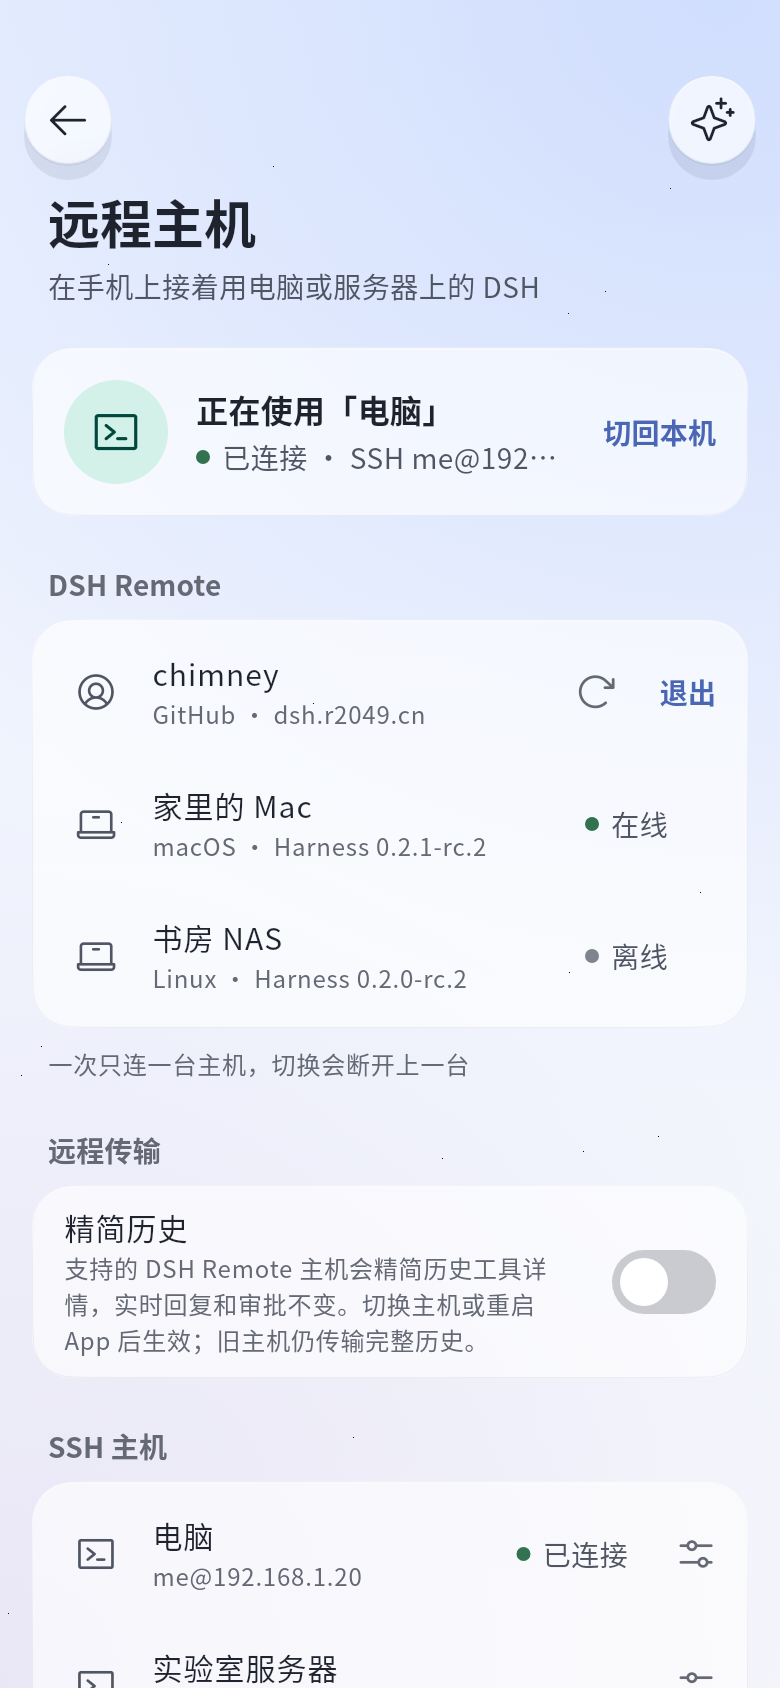 远程主机
在手机上接着用电脑或服务器上的 DSH
正在使用「电脑」
已连接 · SSH me@192…
切回本机
DSH Remote
chimney
GitHub · dsh.r2049.cn
退出
家里的 Mac
macOS · Harness 0.2.1-rc.2
在线
书房 NAS
Linux · Harness 0.2.0-rc.2
离线
一次只连一台主机，切换会断开上一台
远程传输
精简历史
支持的 DSH Remote 主机会精简历史工具详
情，实时回复和审批不变。切换主机或重启
App 后生效；旧主机仍传输完整历史。
SSH 主机
电脑
me@192.168.1.20
已连接
实验室服务器